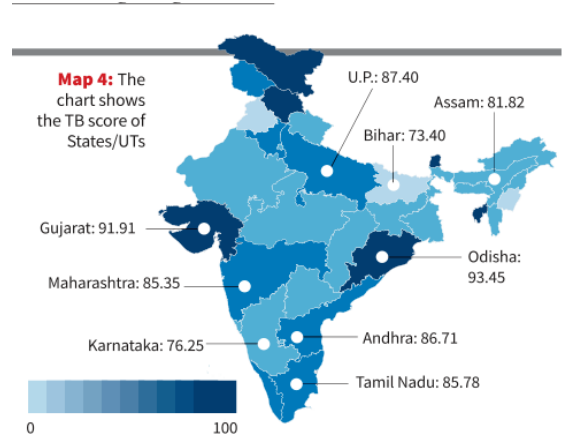 Map 4: The
chart shows
the TB score of
States/UTs
U.P.: 87.40
Assam: 81.82
Bihar: 73.40
Gujarat: 91.91
Odisha:
93.45
Maharashtra: 85.35
Andhra: 86.71
Karnataka: 76.25
Tamil Nadu: 85.78
0
100